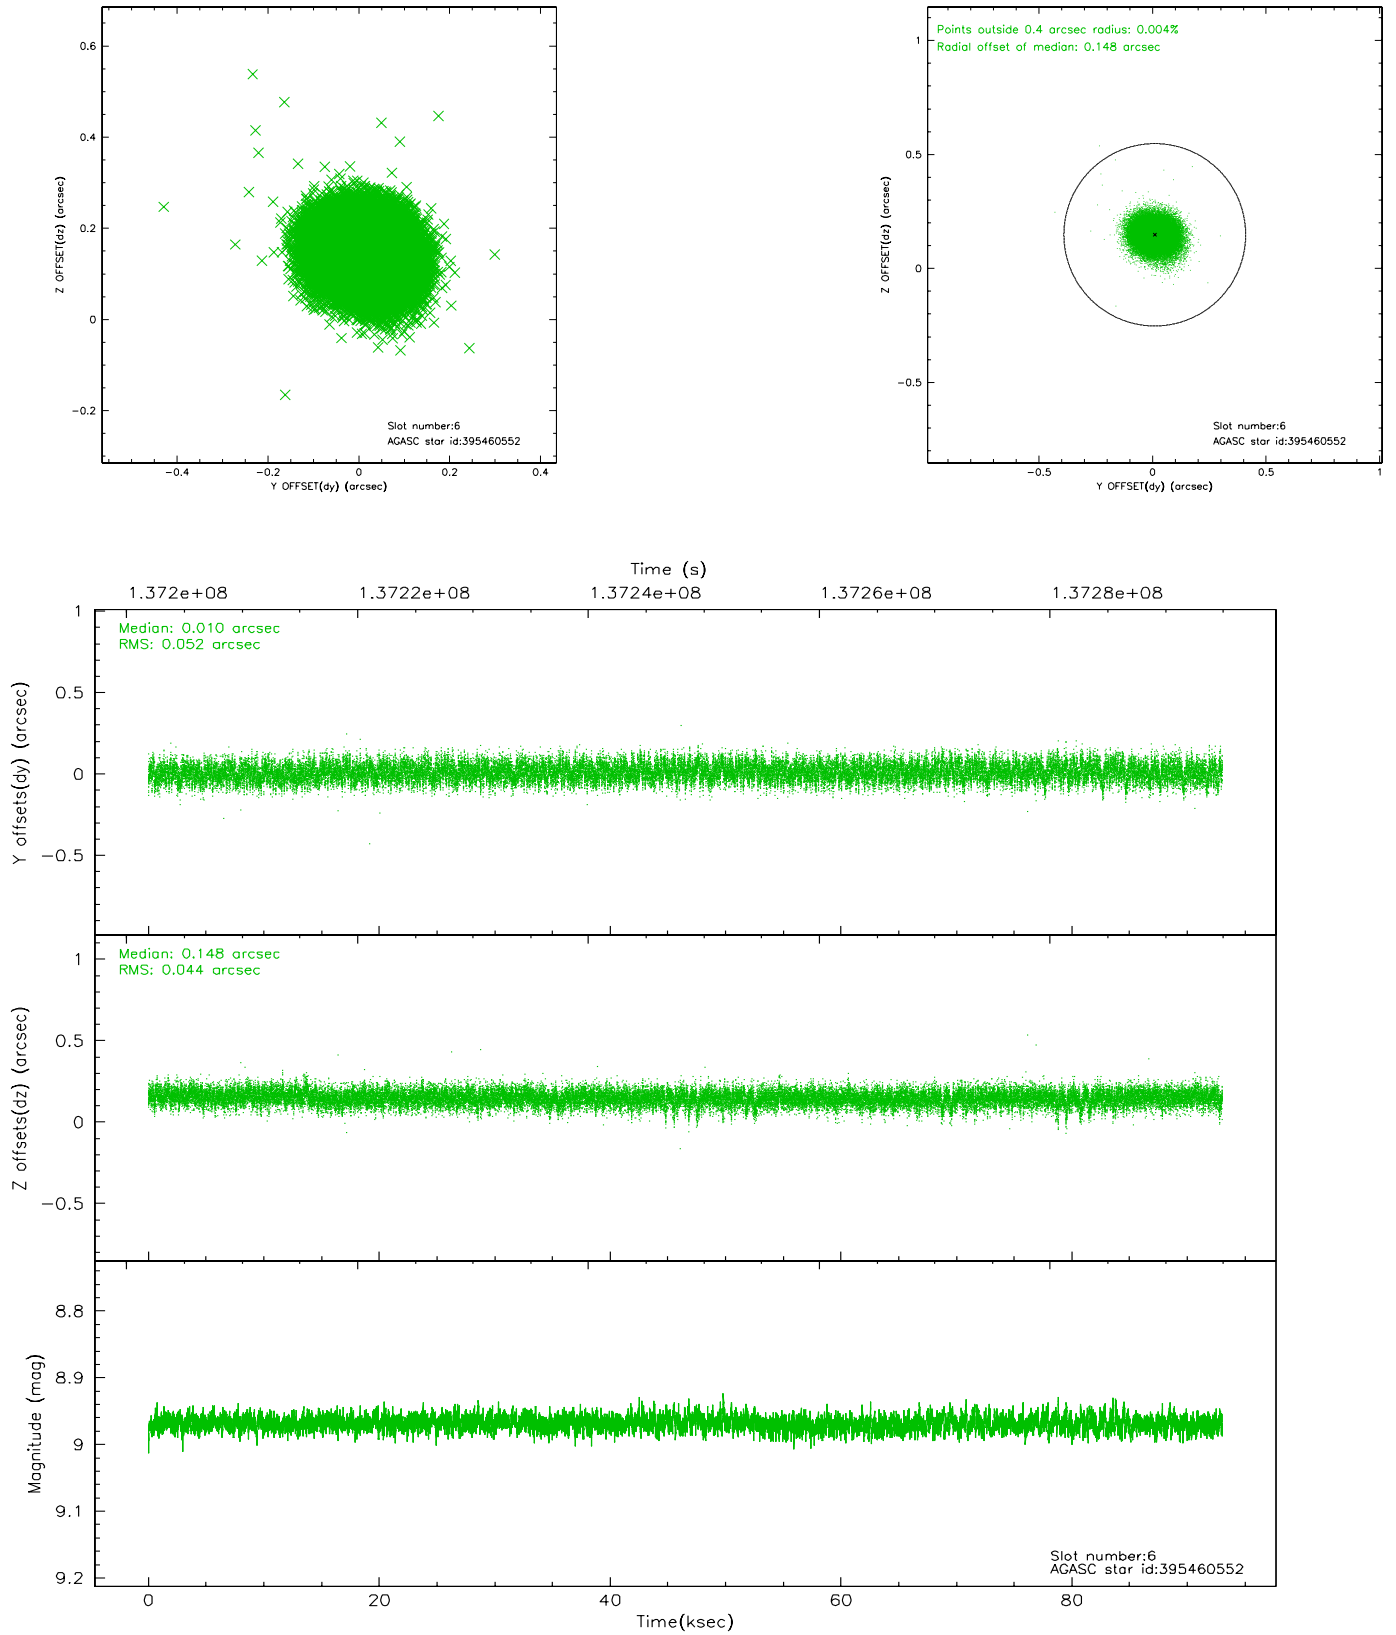 0.6
0.4
0.2
0
−0.2
Z OFFSET(dz) (arcsec)
Slot number:6
AGASC star id:395460552
−0.4 −0.2 0 0.2 0.4
Y OFFSET(dy) (arcsec)
Points outside 0.4 arcsec radius: 0.004%
Radial offset of median: 0.148 arcsec
1
0.5
0
−0.5
Z OFFSET(dz) (arcsec)
Slot number:6
AGASC star id:395460552
−0.5 0 0.5 1
Y OFFSET(dy) (arcsec)
Time (s)
1.372e+08 1.3722e+08 1.3724e+08 1.3726e+08 1.3728e+08
Median: 0.010 arcsec
RMS: 0.052 arcsec
1
0.5
0
−0.5
Y offsets(dy) (arcsec)
Median: 0.148 arcsec
RMS: 0.044 arcsec
1
0.5
0
−0.5
Z offsets(dz) (arcsec)
8.8
8.9
9
9.1
9.2
Magnitude (mag)
Slot number:6
AGASC star id:395460552
0 20 40 60 80
Time(ksec)